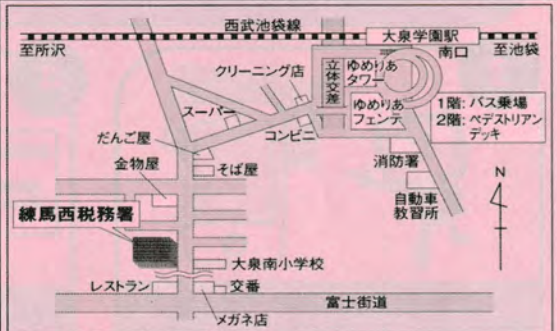 西武池袋線
大泉学園駅
至所沢
南口
至池袋
クリーニング店
立体交差
ゆめりあ
タワー
スーパー
ゆめりあ
フェンテ
1階:バス乗場
2階:ペデストリアン
デッキ
コンビニ
だんご屋
そば屋
消防署
金物屋
N
自動車
教習所
練馬西税務署
大泉南小学校
レストラン
交番
富士街道
メガネ店